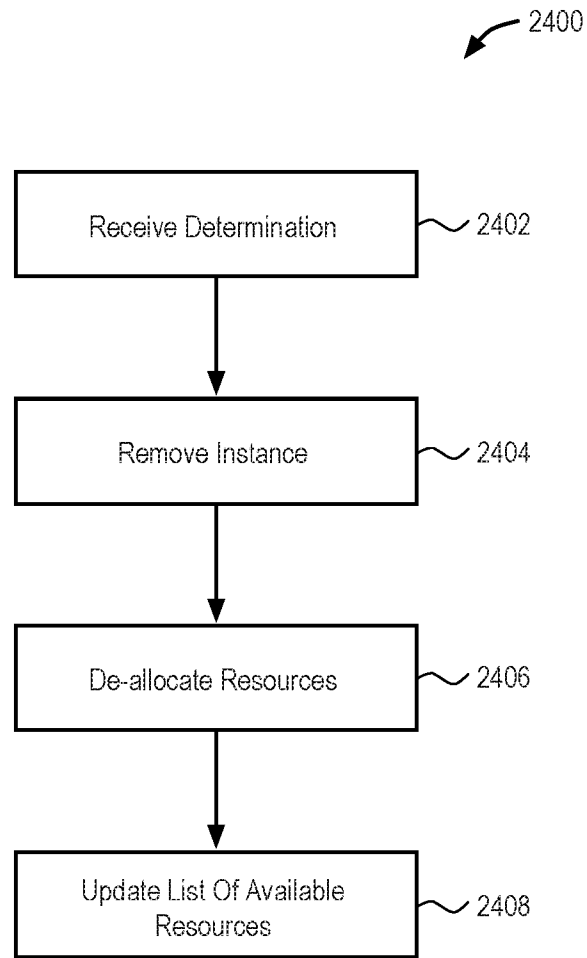 2400
Receive Determination
2402
Remove Instance
2404
De-allocate Resources
2406
Update List Of Available
Resources
2408